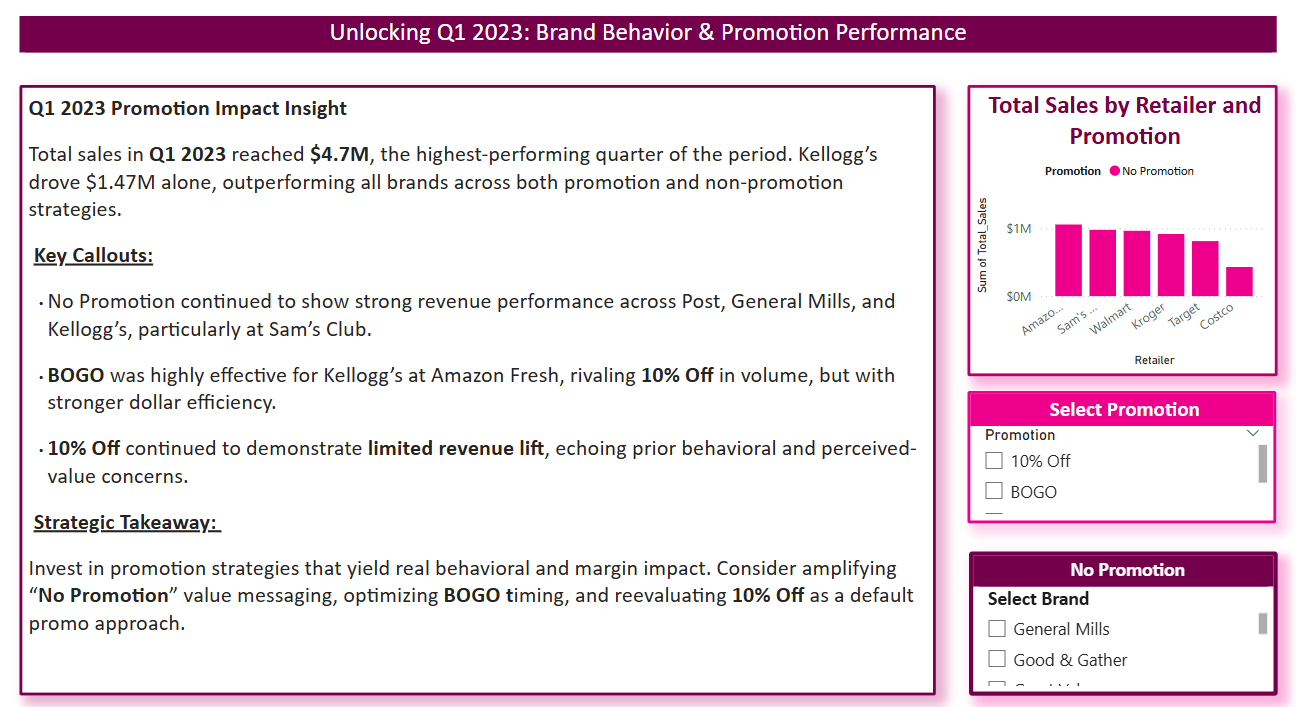 Unlocking Q1 2023: Brand Behavior & Promotion Performance
Q1 2023 Promotion Impact Insight
Total sales in Q1 2023 reached $4.7M, the highest-performing quarter of the period. Kellogg’s
drove $1.47M alone, outperforming all brands across both promotion and non-promotion
strategies.
Key Callouts:
· No Promotion continued to show strong revenue performance across Post, General Mills, and
Kellogg’s, particularly at Sam’s Club.
· BOGO was highly effective for Kellogg’s at Amazon Fresh, rivaling 10% Off in volume, but with
stronger dollar efficiency.
· 10% Off continued to demonstrate limited revenue lift, echoing prior behavioral and perceived-
value concerns.
Strategic Takeaway:
Invest in promotion strategies that yield real behavioral and margin impact. Consider amplifying
“No Promotion” value messaging, optimizing BOGO timing, and reevaluating 10% Off as a default
promo approach.
Total Sales by Retailer and
Promotion
Promotion No Promotion
Sum of Total_Sales
$1M
$0M
Amazo...
Sam's ...
Walmart
Kroger
Target
Costco
Retailer
Select Promotion
Promotion
10% Off
BOGO
No Promotion
Select Brand
General Mills
Good & Gather